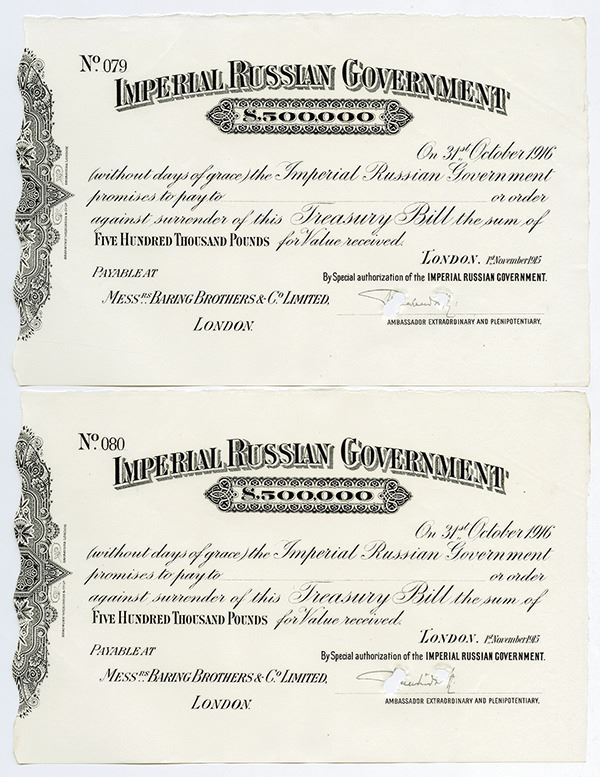 Nº 079
IMPERIAL RUSSIAN GOVERNMENT
£.500.000
On 31st October 1916
(without days of grace) the Imperial Russian Government
promises to pay to or order
against surrender of this Treasury Bill the sum of
FIVE HUNDRED THOUSAND POUNDS for Value received.
LONDON. 1st November 1915
PAYABLE AT
By Special authorization of the IMPERIAL RUSSIAN GOVERNMENT.
MESSRS BARING BROTHERS & Cº LIMITED,
LONDON.
AMBASSADOR EXTRAORDINARY AND PLENIPOTENTIARY.
Nº 080
IMPERIAL RUSSIAN GOVERNMENT
£.500.000
On 31st October 1916
(without days of grace) the Imperial Russian Government
promises to pay to or order
against surrender of this Treasury Bill the sum of
FIVE HUNDRED THOUSAND POUNDS for Value received.
LONDON. 1st November 1915
PAYABLE AT
By Special authorization of the IMPERIAL RUSSIAN GOVERNMENT.
MESSRS BARING BROTHERS & Cº LIMITED,
LONDON.
AMBASSADOR EXTRAORDINARY AND PLENIPOTENTIARY.